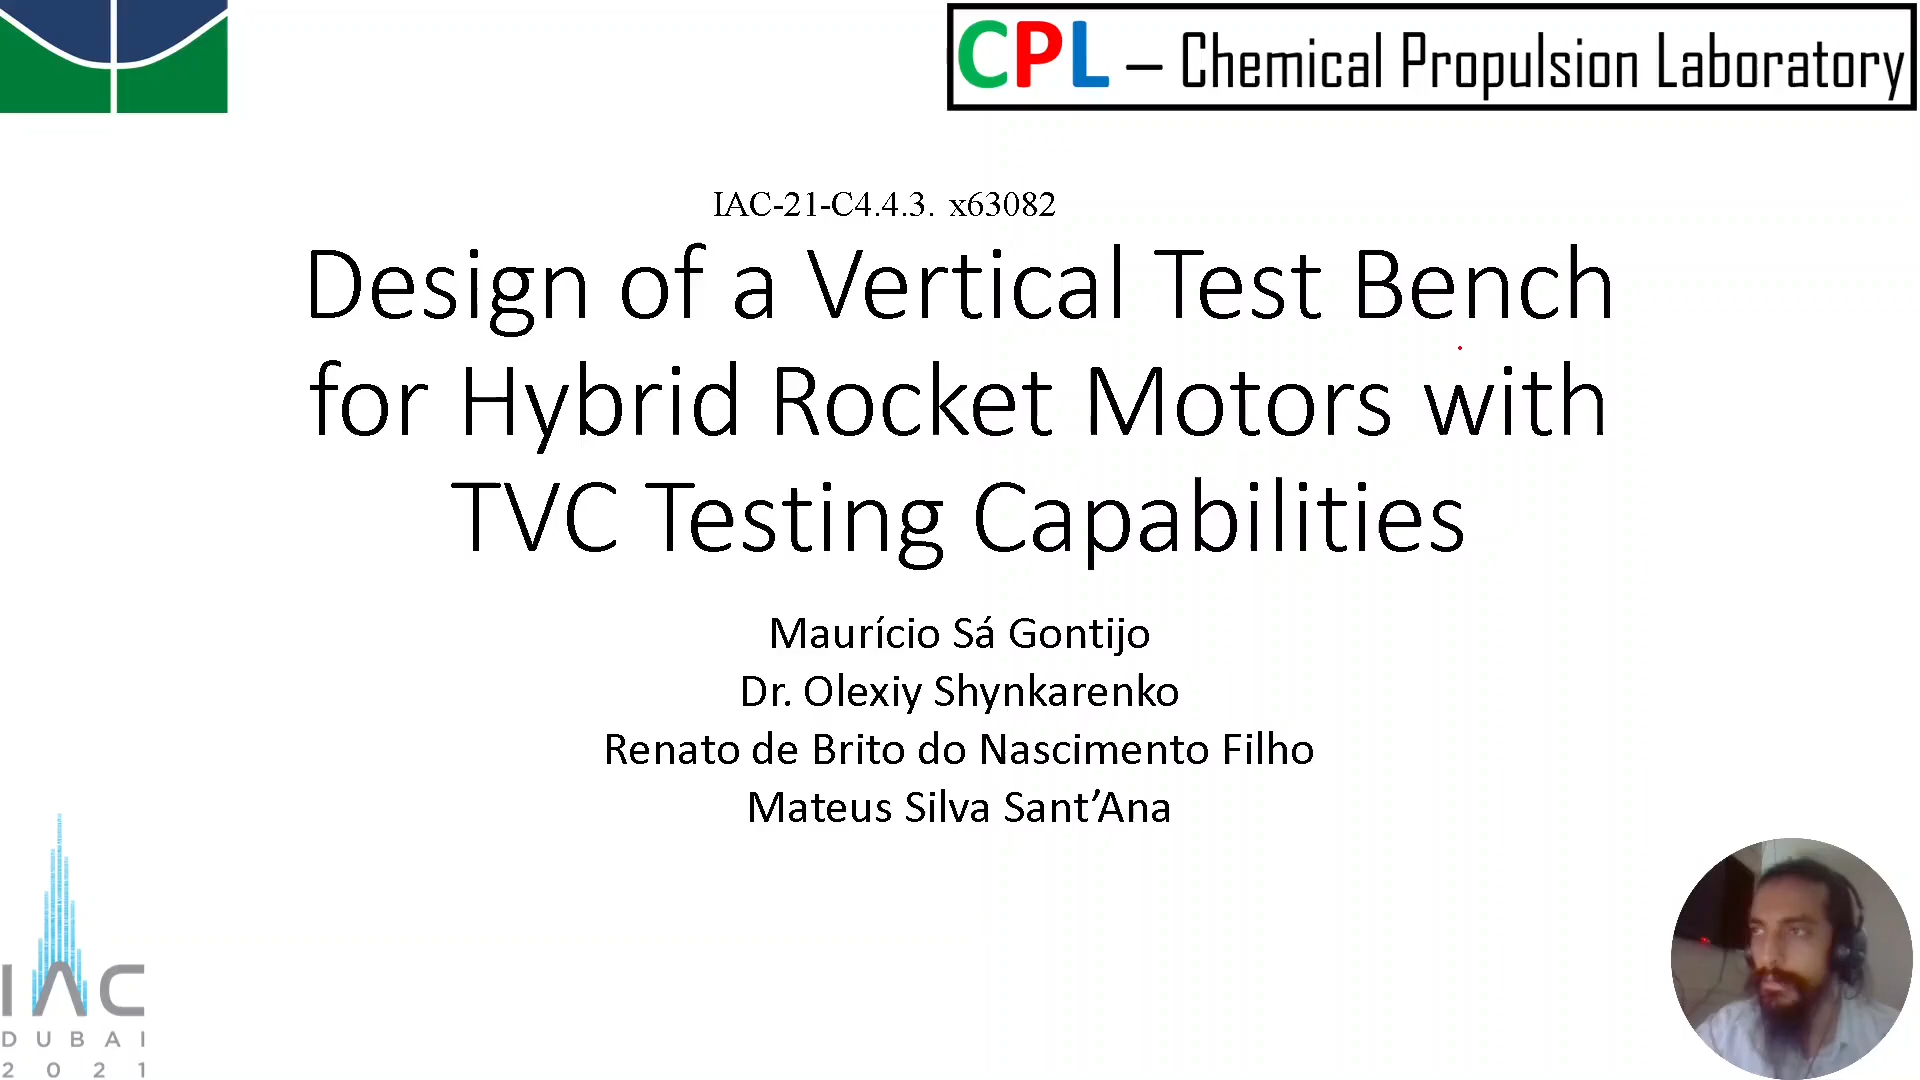 CPL – Chemical Propulsion Laboratory
IAC-21-C4.4.3. x63082
Design of a Vertical Test Bench
for Hybrid Rocket Motors with
TVC Testing Capabilities
Maurício Sá Gontijo
Dr. Olexiy Shynkarenko
Renato de Brito do Nascimento Filho
Mateus Silva Sant’Ana
IAC
DUBAI
2021